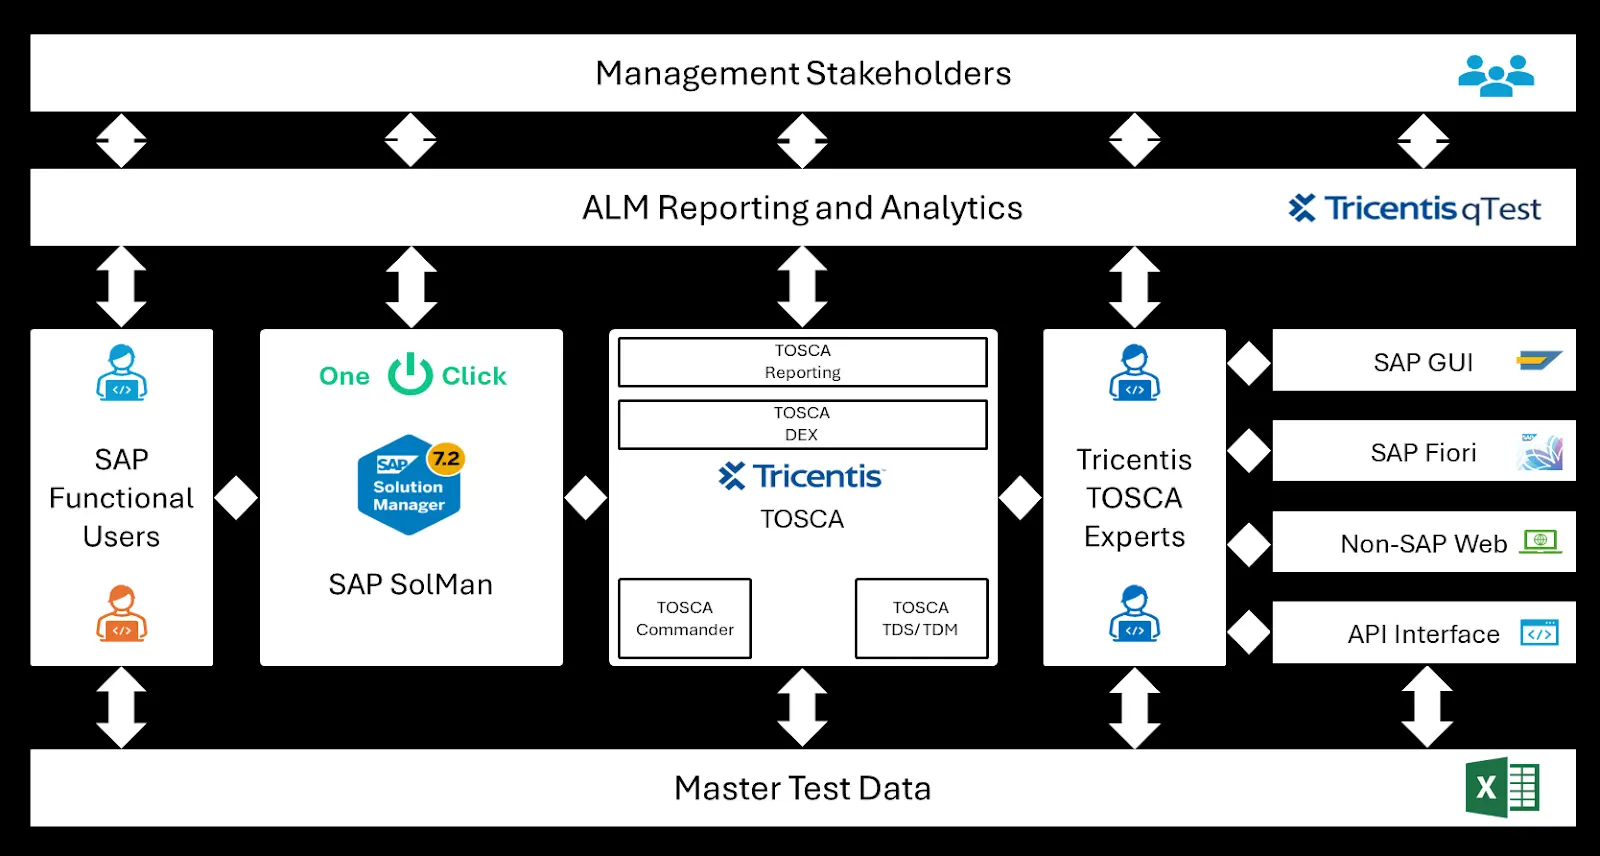 Management Stakeholders
ALM Reporting and Analytics
Tricentis qTest
SAP
Functional
Users
One Click
SAP 7.2
Solution
Manager
SAP SolMan
TOSCA
Reporting
TOSCA
DEX
Tricentis
TOSCA
TOSCA
Commander
TOSCA
TDS/TDM
Tricentis
TOSCA
Experts
SAP GUI
SAP Fiori
SAP
Non-SAP Web
API Interface
Master Test Data
X